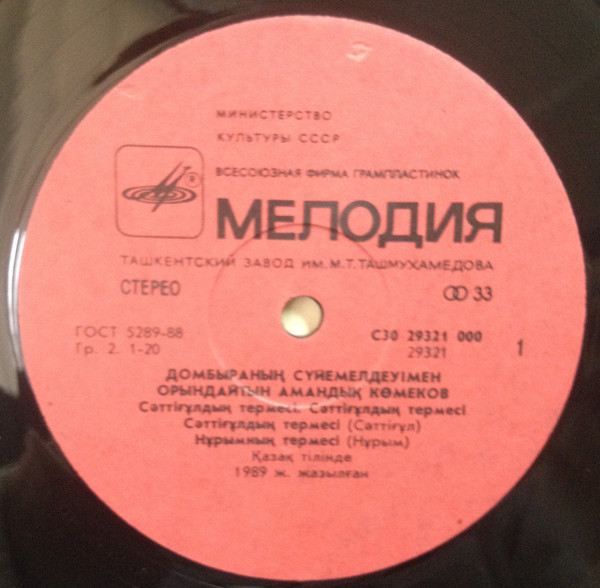 МИНИСТЕРСТВО
КУЛЬТУРЫ СССР
ВСЕСОЮЗНАЯ ФИРМА ГРАМПЛАСТИНОК
МЕЛОДИЯ
ТАШКЕНТСКИЙ ЗАВОД ИМ. М.Т. ТАШМУХАМЕДОВА
СТЕРЕО 33
ГОСТ 5289-88 С30 29321 000
Гр. 2. 1-20 29321 1
ДОМБЫРАНЫҢ СҮЙЕМЕЛДЕУІМЕН
ОРЫНДАЙТЫН АМАНДЫҚ КӨМЕКОВ
Сәттіғұлдың термесі. Сәттіғұлдың термесі
Сәттіғұлдың термесі (Сәттіғұл)
Нұрымның термесі (Нұрым)
Қазақ тілінде
1989 ж. жазылған